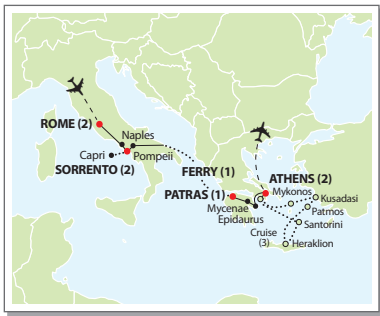 ROME (2)
Naples
Capri
Pompeii
SORRENTO (2)
FERRY (1)
ATHENS (2)
PATRAS (1)
Mykonos
Kusadasi
Mycenae
Patmos
Epidaurus
Santorini
Cruise
(3)
Heraklion